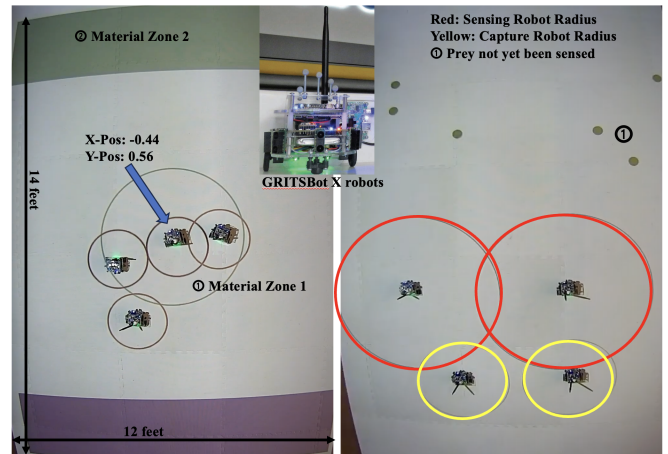 ② Material Zone 2
X-Pos: -0.44
Y-Pos: 0.56
14 feet
① Material Zone 1
12 feet
GRITSBot X robots
Red: Sensing Robot Radius
Yellow: Capture Robot Radius
① Prey not yet been sensed
①